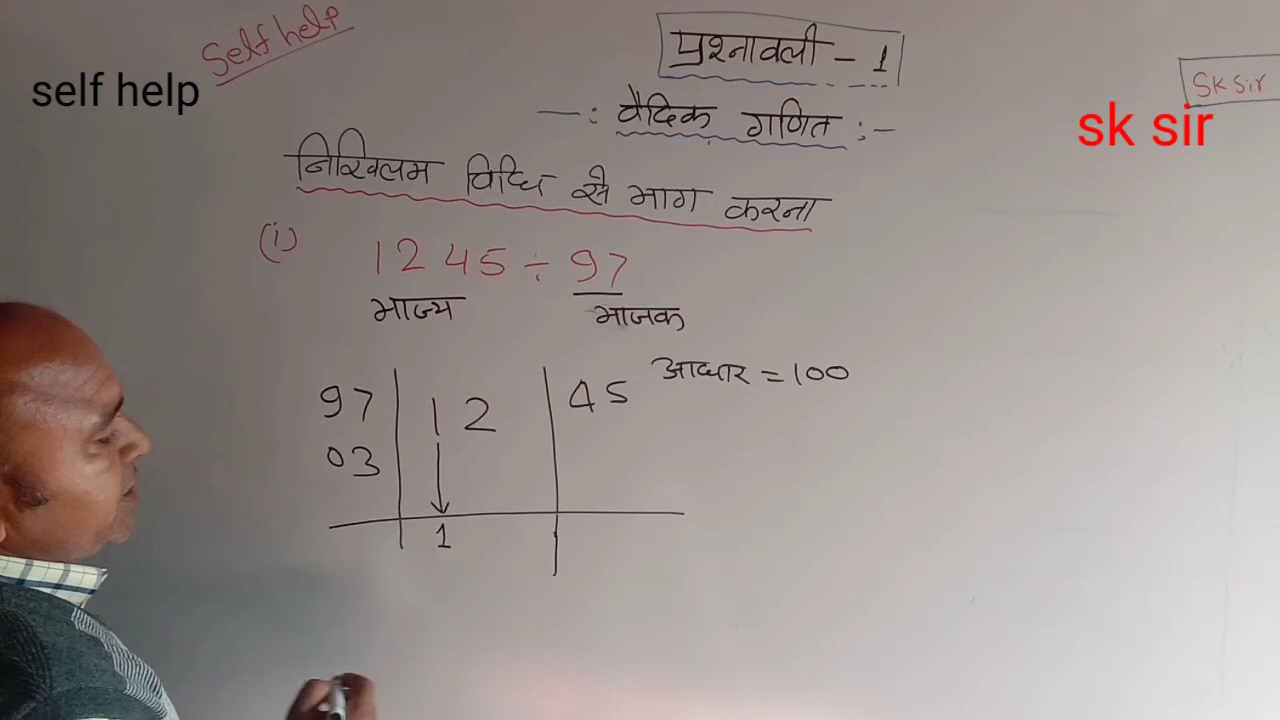 self help
self help
प्रश्नावली - 1
sk sir
sk sir
-: वैदिक गणित :-
निखिलम विधि से भाग करना
(i) 1245 ÷ 97
भाज्य भाजक
97 12 45 आधार = 100
03
1